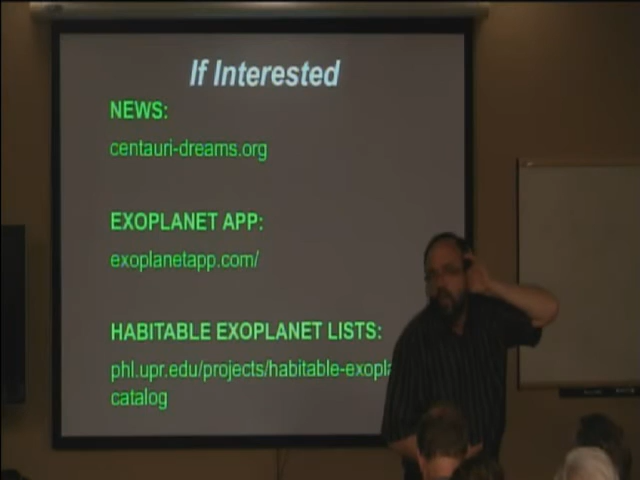 If Interested
NEWS:
centauri-dreams.org
EXOPLANET APP:
exoplanetapp.com/
HABITABLE EXOPLANET LISTS:
phl.upr.edu/projects/habitable-exopla
catalog